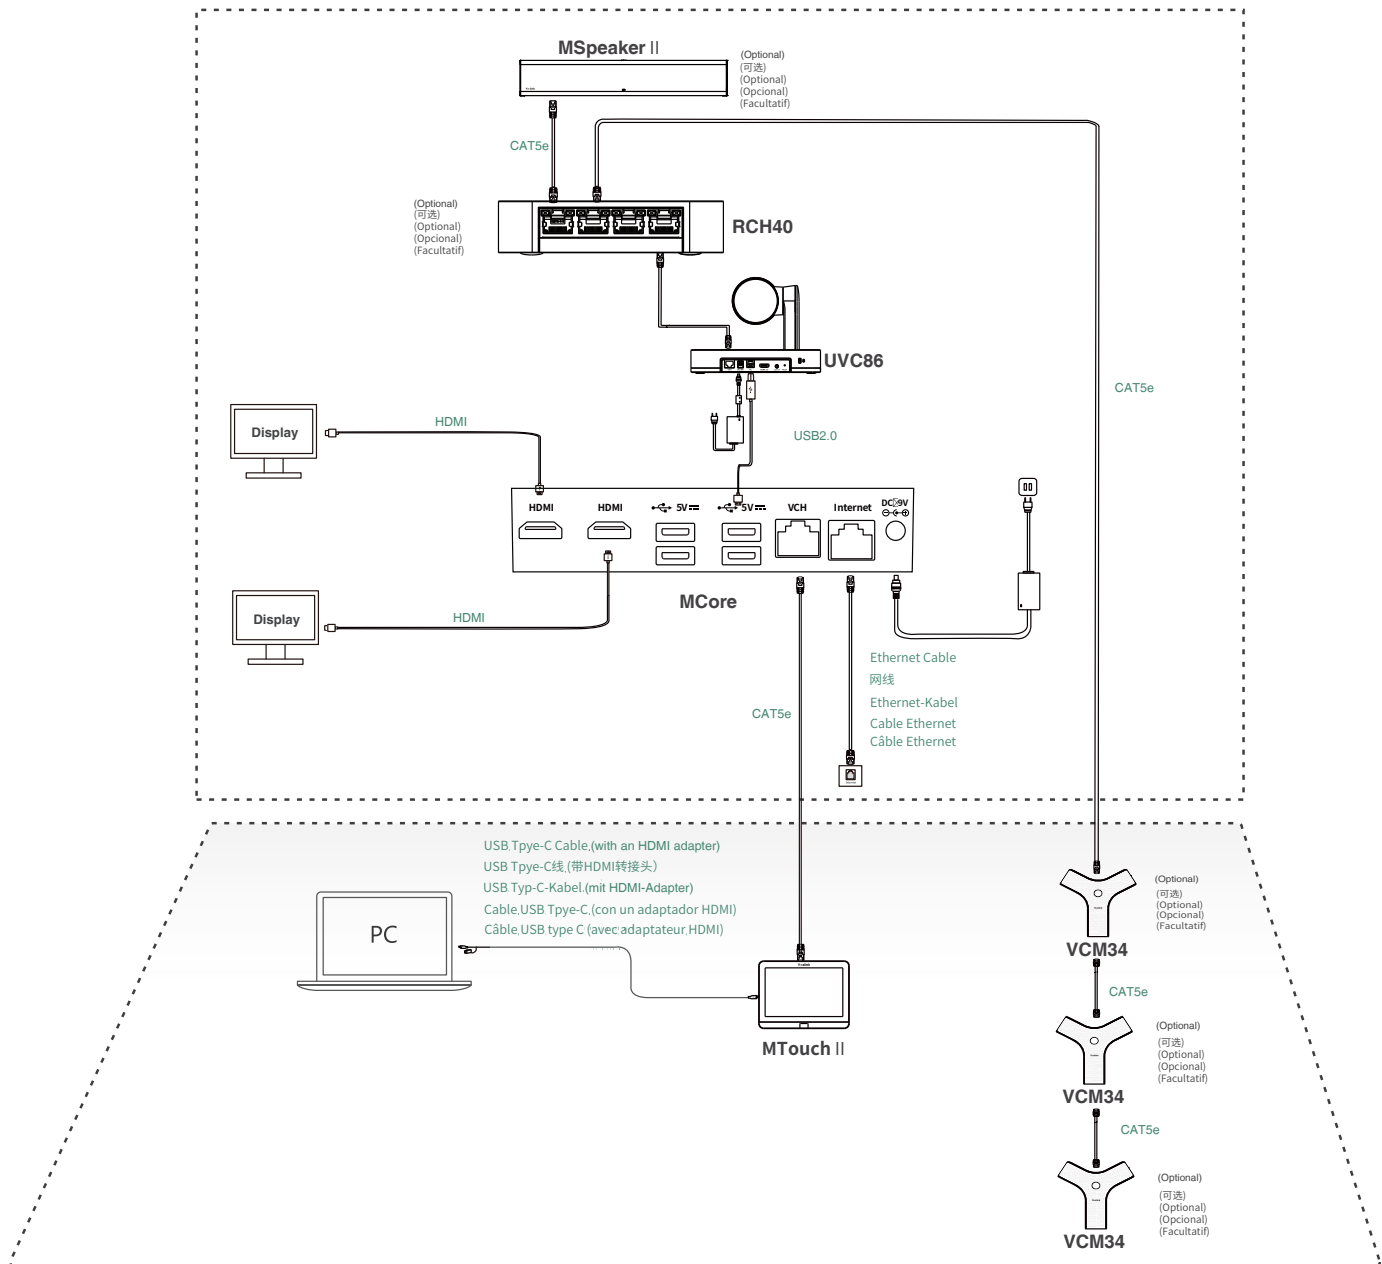 MSpeaker II
(Optional)
(可选)
(Optional)
(Opcional)
(Facultatif)
CAT5e
(Optional)
(可选)
(Optional)
(Opcional)
(Facultatif)
RCH40
UVC86
CAT5e
Display
HDMI
USB2.0
HDMI
HDMI
5V
5V
VCH
Internet
MCore
Display
HDMI
Ethernet Cable
网线
Ethernet-Kabel
Cable Ethernet
Câble Ethernet
CAT5e
USB Tpye-C Cable (with an HDMI adapter)
USB Tpye-C线 (带HDMI转接头)
USB Typ-C-Kabel (mit HDMI-Adapter)
Cable USB Tpye-C (con un adaptador HDMI)
Câble USB type C (avec adaptateur HDMI)
PC
MTouch II
(Optional)
(可选)
(Optional)
(Opcional)
(Facultatif)
VCM34
CAT5e
(Optional)
(可选)
(Optional)
(Opcional)
(Facultatif)
VCM34
CAT5e
(Optional)
(可选)
(Optional)
(Opcional)
(Facultatif)
VCM34